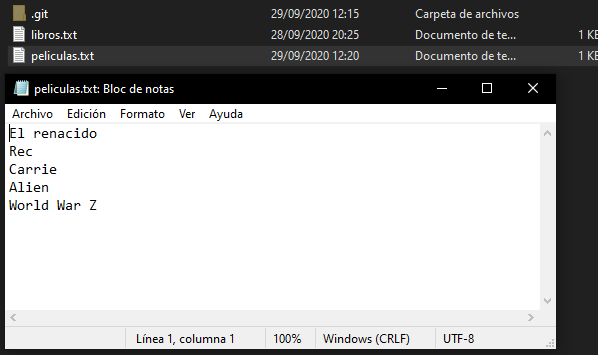 .git 29/09/2020 12:15 Carpeta de archivos
libros.txt 28/09/2020 20:25 Documento de te... 1 KB
peliculas.txt 29/09/2020 12:20 Documento de te... 1 KB
peliculas.txt: Bloc de notas
Archivo Edición Formato Ver Ayuda
El renacido
Rec
Carrie
Alien
World War Z
Línea 1, columna 1 100% Windows (CRLF) UTF-8